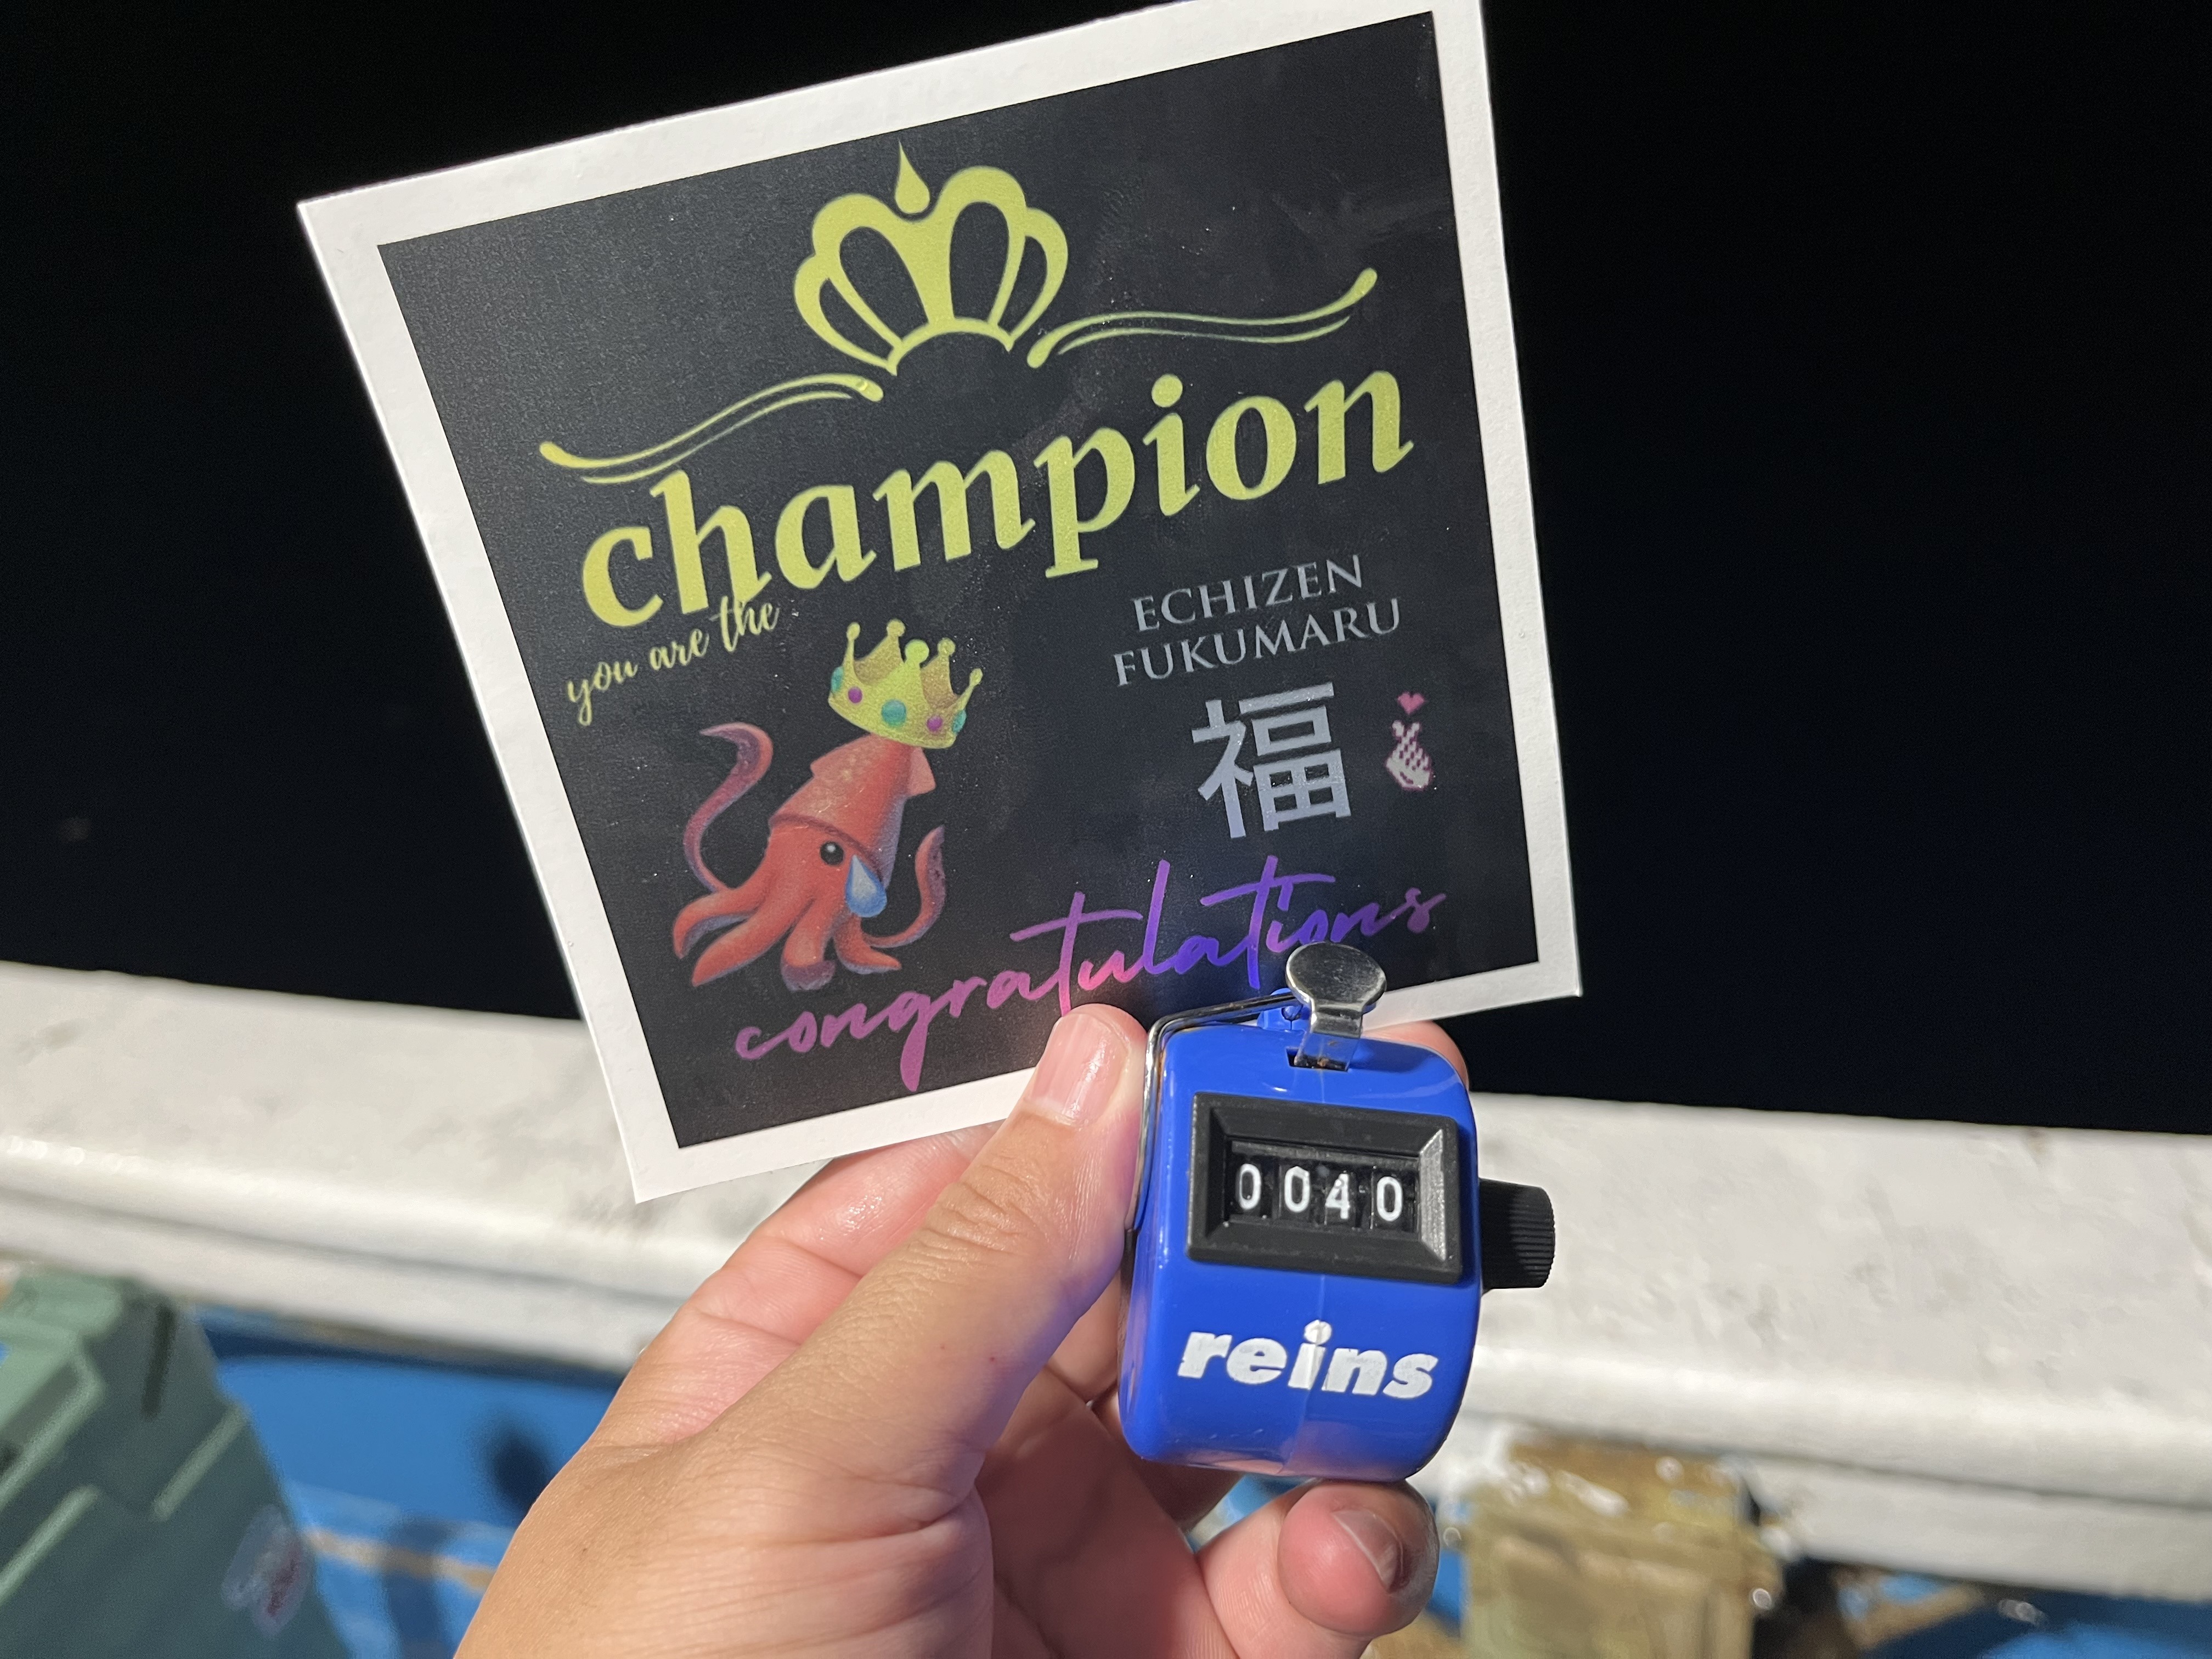 champion
you are the
ECHIZEN
FUKUMARU
福
congratulations
0040
reins